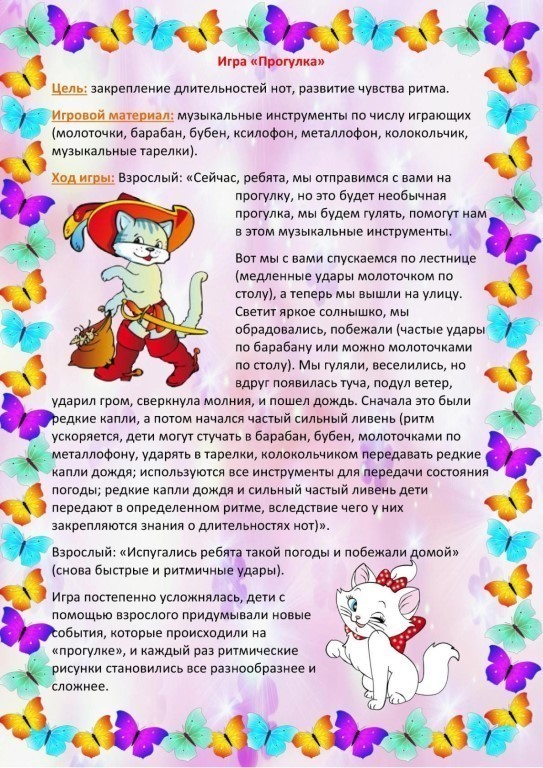 Игра «Прогулка»
Цель: закрепление длительностей нот, развитие чувства ритма.
Игровой материал: музыкальные инструменты по числу играющих
(молоточки, барабан, бубен, ксилофон, металлофон, колокольчик,
музыкальные тарелки).
Ход игры: Взрослый: «Сейчас, ребята, мы отправимся с вами на
прогулку, но это будет необычная
прогулка, мы будем гулять, помогут нам
в этом музыкальные инструменты.
Вот мы с вами спускаемся по лестнице
(медленные удары молоточком по
столу), а теперь мы вышли на улицу.
Светит яркое солнышко, мы
обрадовались, побежали (частые удары
по барабану или можно молоточками
по столу). Мы гуляли, веселились, но
вдруг появилась туча, подул ветер,
ударил гром, сверкнула молния, и пошел дождь. Сначала это были
редкие капли, а потом начался частый сильный ливень (ритм
ускоряется, дети могут стучать в барабан, бубен, молоточками по
металлофону, ударять в тарелки, колокольчиком передавать редкие
капли дождя; используются все инструменты для передачи состояния
погоды; редкие капли дождя и сильный частый ливень дети
передают в определенном ритме, вследствие чего у них
закрепляются знания о длительностях нот)».
Взрослый: «Испугались ребята такой погоды и побежали домой»
(снова быстрые и ритмичные удары).
Игра постепенно усложнялась, дети с
помощью взрослого придумывали новые
события, которые происходили на
«прогулке», и каждый раз ритмические
рисунки становились все разнообразнее и
сложнее.